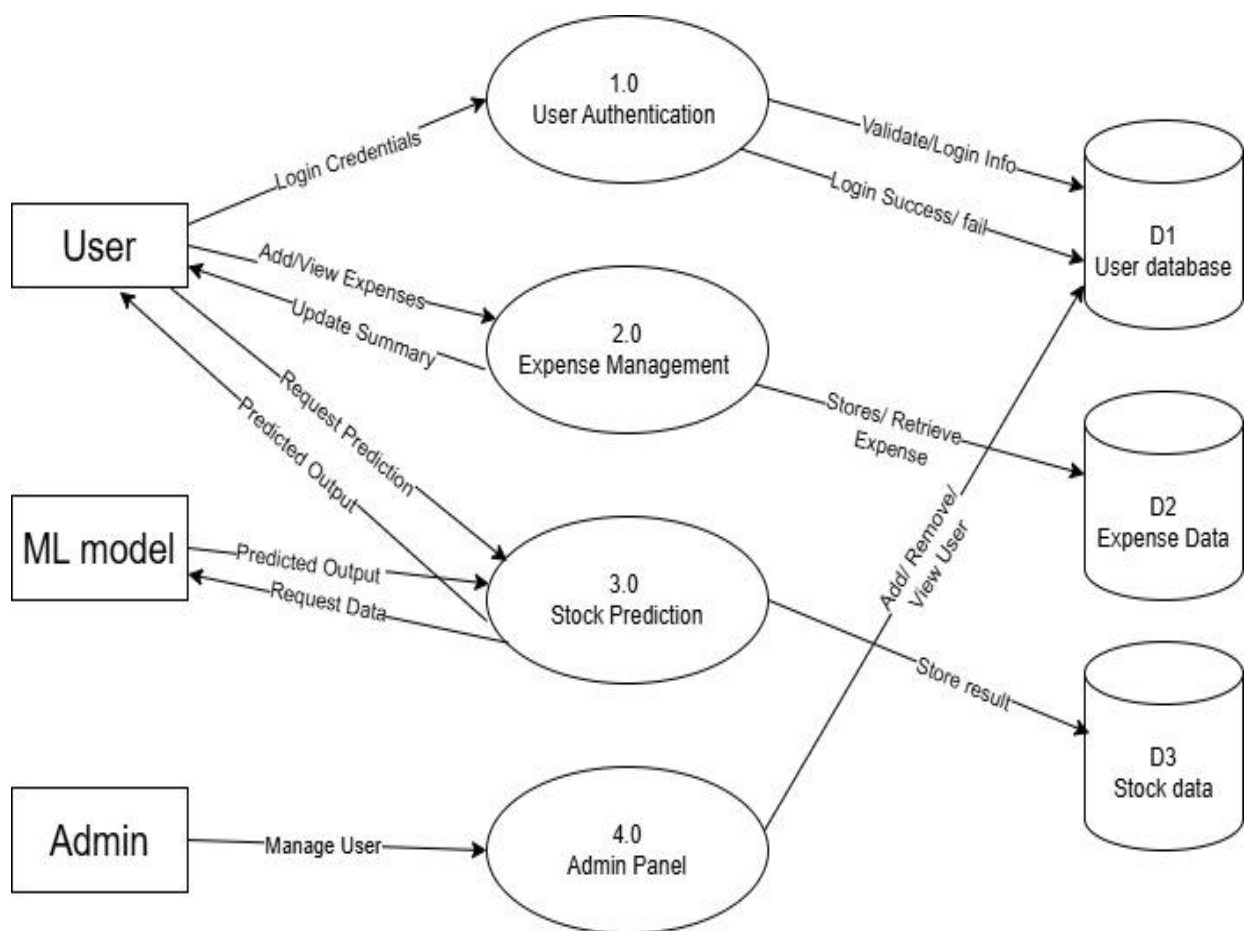 1.0
User Authentication
Login Credentials
Validate/Login Info
Login Success/ fail
D1
User database
User
Add/View Expenses
Update Summary
2.0
Expense Management
Request Prediction
Predicted Output
Stores/ Retrieve
Expense
D2
Expense Data
ML model
Predicted Output
Request Data
3.0
Stock Prediction
Add/ Remove/
View User
Store result
D3
Stock data
Admin
Manage User
4.0
Admin Panel